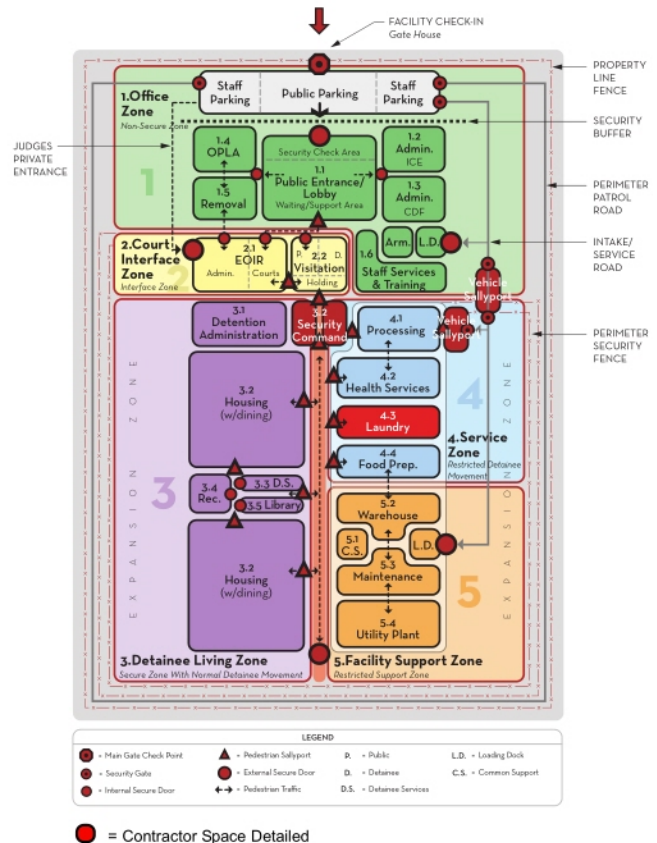 FACILITY CHECK-IN
Gate House
PROPERTY
LINE
FENCE
Staff
Parking
Public Parking
Staff
Parking
1.Office
Zone
Non-Secure Zone
SECURITY
BUFFER
JUDGES
PRIVATE
ENTRANCE
1
1.4
OPLA
Security Check Area
1.2
Admin.
ICE
1.1
Public Entrance/
Lobby
Waiting/Support Area
1.5
Removal
1.3
Admin.
CDF
PERIMETER
PATROL
ROAD
2.Court
Interface
Zone
Interface Zone
2
2.1
EOIR
Admin.
Courts
P.
D.
2.2
Visitation
Holding
1.6
Arm.
L.D.
Staff Services
& Training
INTAKE/
SERVICE
ROAD
Vehicle
Sallyport
3.1
Detention
Administration
3.2
Security
Command
4.1
Processing
Vehicle
Sallyport
PERIMETER
SECURITY
FENCE
EXPANSION ZONE
3.2
Housing
(w/dining)
4.2
Health Services
4
4.3
Laundry
4.Service
Zone
Restricted Detainee
Movement
4.4
Food Prep.
3
3.4
Rec.
3.3 D.S.
3.5 Library
EXPANSION ZONE
5.2
Warehouse
5.1
C.S.
L.D.
5.3
Maintenance
5
3.2
Housing
(w/dining)
5.4
Utility Plant
3.Detainee Living Zone
Secure Zone With Normal Detainee Movement
5.Facility Support Zone
Restricted Support Zone
LEGEND
= Main Gate Check Point
= Pedestrian Sallyport
P. = Public
L.D. = Loading Dock
= Security Gate
= External Secure Door
D. = Detainee
C.S. = Common Support
= Internal Secure Door
= Pedestrian Traffic
D.S. = Detainee Services
= Contractor Space Detailed